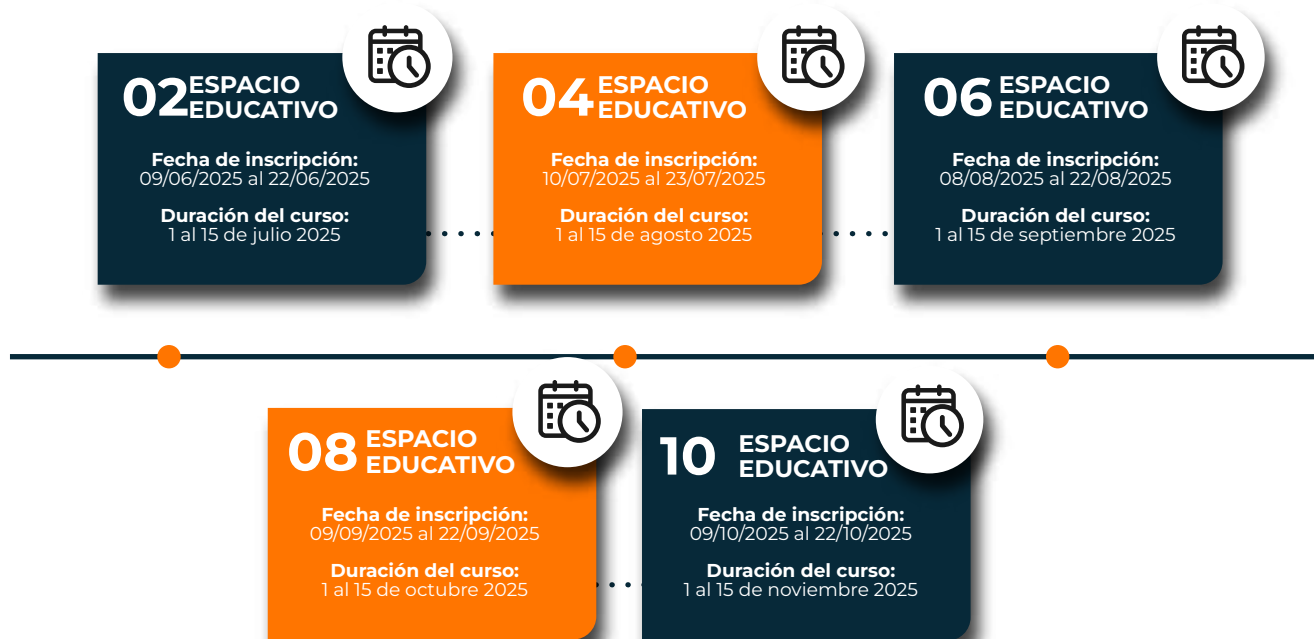 02 ESPACIO
EDUCATIVO
Fecha de inscripción:
09/06/2025 al 22/06/2025
Duración del curso:
1 al 15 de julio 2025
04 ESPACIO
EDUCATIVO
Fecha de inscripción:
10/07/2025 al 23/07/2025
Duración del curso:
1 al 15 de agosto 2025
06 ESPACIO
EDUCATIVO
Fecha de inscripción:
08/08/2025 al 22/08/2025
Duración del curso:
1 al 15 de septiembre 2025
08 ESPACIO
EDUCATIVO
Fecha de inscripción:
09/09/2025 al 22/09/2025
Duración del curso:
1 al 15 de octubre 2025
10 ESPACIO
EDUCATIVO
Fecha de inscripción:
09/10/2025 al 22/10/2025
Duración del curso:
1 al 15 de noviembre 2025